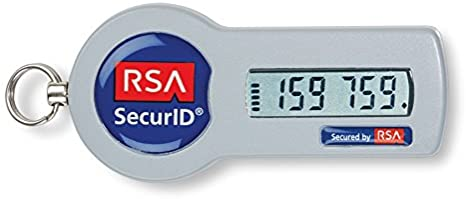 RSA
SecurID®
159 759.
Secured by RSA